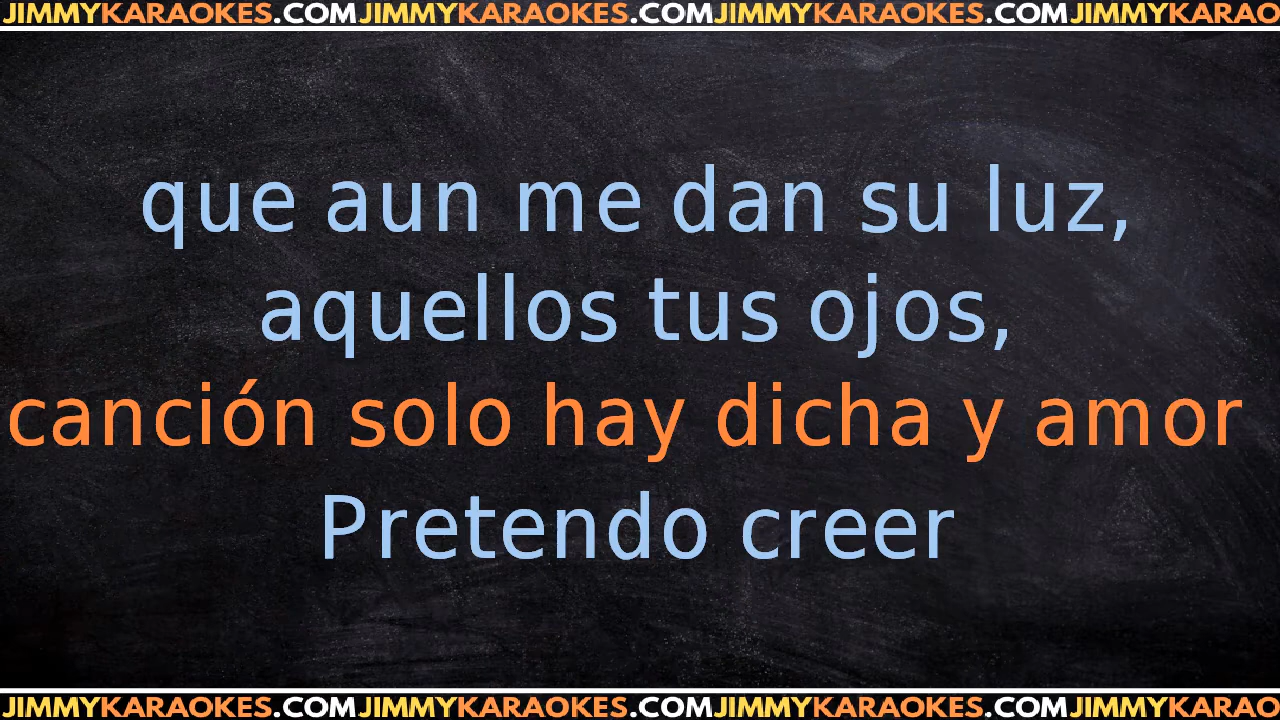 JIMMYKARAOKES.COMJIMMYKARAOKES.COMJIMMYKARAOKES.COMJIMMYKARAO
que aun me dan su luz,
aquellos tus ojos,
canción solo hay dicha y amor
Pretendo creer
JIMMYKARAOKES.COMJIMMYKARAOKES.COMJIMMYKARAOKES.COMJIMMYKARAO